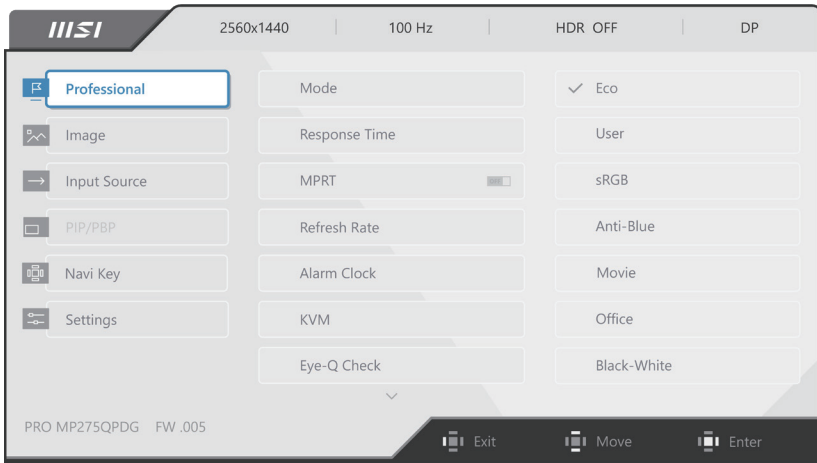 msi
2560x1440 100 Hz HDR OFF DP
Professional Mode Eco
Image Response Time User
Input Source MPRT sRGB
PIP/PBP Refresh Rate Anti-Blue
Navi Key Alarm Clock Movie
Settings KVM Office
Eye-Q Check Black-White
PRO MP275QPDG FW .005
Exit Move Enter